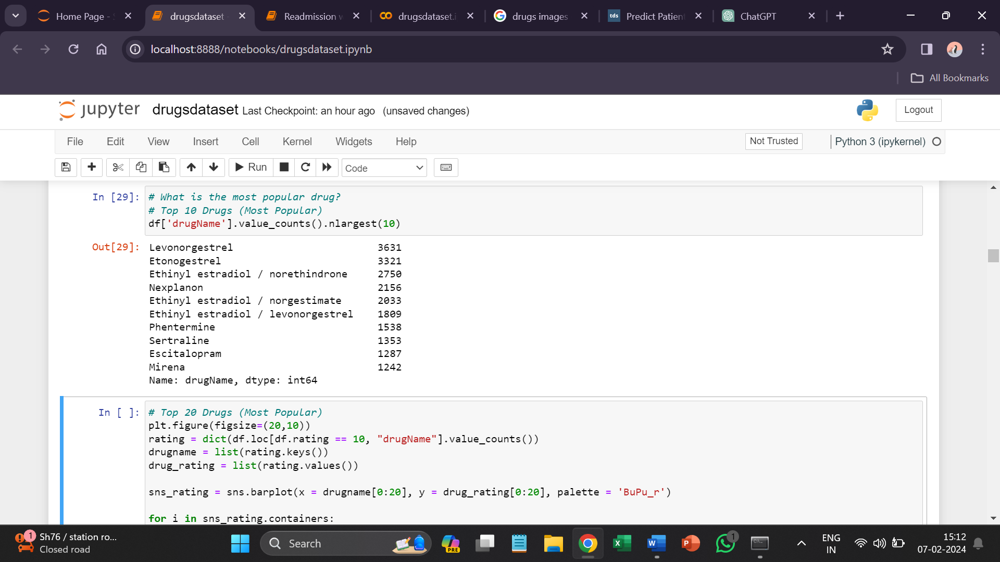 Home Page -
drugsdataset -
Readmission w
drugsdataset.i
drugs images
tds Predict Patien
ChatGPT
localhost:8888/notebooks/drugsdataset.ipynb
All Bookmarks
jupyter drugsdataset Last Checkpoint: an hour ago (unsaved changes)
Logout
File Edit View Insert Cell Kernel Widgets Help
Not Trusted
Python 3 (ipykernel)
Run
Code
In [29]: # What is the most popular drug?
# Top 10 Drugs (Most Popular)
df['drugName'].value_counts().nlargest(10)
Out[29]: Levonorgestrel 3631
Etonogestrel 3321
Ethinyl estradiol / norethindrone 2750
Nexplanon 2156
Ethinyl estradiol / norgestimate 2033
Ethinyl estradiol / levonorgestrel 1809
Phentermine 1538
Sertraline 1353
Escitalopram 1287
Mirena 1242
Name: drugName, dtype: int64
In [ ]: # Top 20 Drugs (Most Popular)
plt.figure(figsize=(20,10))
rating = dict(df.loc[df.rating == 10, "drugName"].value_counts())
drugname = list(rating.keys())
drug_rating = list(rating.values())
sns_rating = sns.barplot(x = drugname[0:20], y = drug_rating[0:20], palette = 'BuPu_r')
for i in sns_rating.containers:
1
Sh76 / station ro...
Closed road
Search
PRE
X
W
P
1
ENG
IN
15:12
07-02-2024